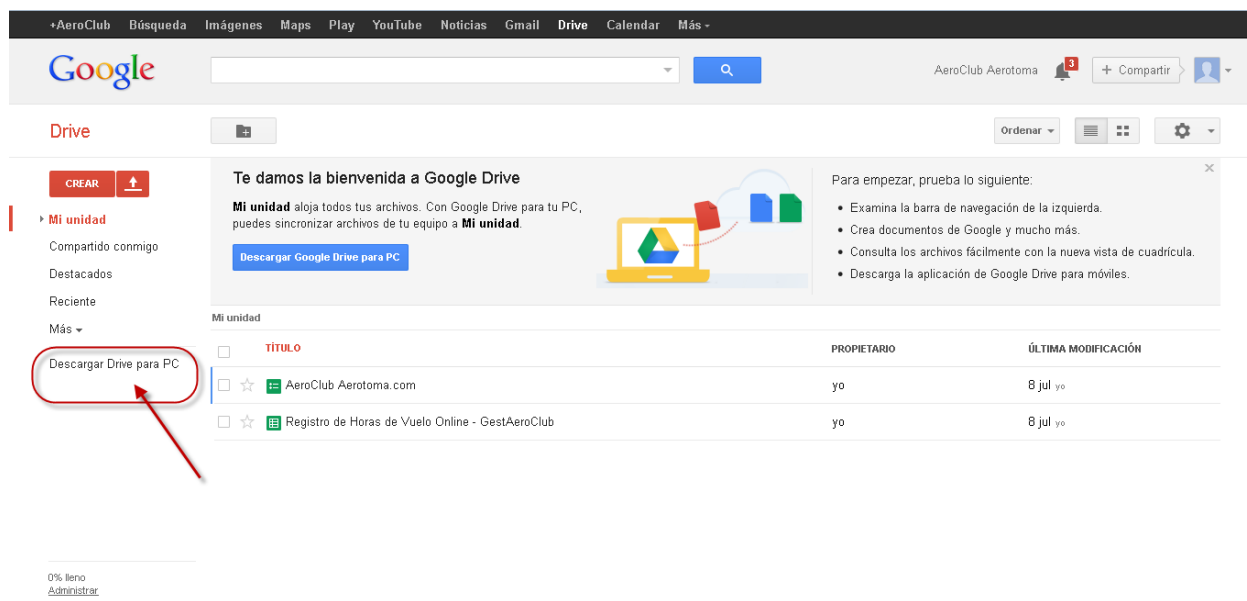 +AeroClub Búsqueda Imágenes Maps Play YouTube Noticias Gmail Drive Calendar Más
Google
AeroClub Aerotoma 3 + Compartir
Drive
Ordenar
CREAR
Mi unidad
Compartido conmigo
Destacados
Reciente
Más
Descargar Drive para PC
Te damos la bienvenida a Google Drive
Mi unidad aloja todos tus archivos. Con Google Drive para tu PC,
puedes sincronizar archivos de tu equipo a Mi unidad.
Descargar Google Drive para PC
Para empezar, prueba lo siguiente:
• Examina la barra de navegación de la izquierda.
• Crea documentos de Google y mucho más.
• Consulta los archivos fácilmente con la nueva vista de cuadrícula.
• Descarga la aplicación de Google Drive para móviles.
Mi unidad
TÍTULO PROPIETARIO ÚLTIMA MODIFICACIÓN
AeroClub Aerotoma.com yo 8 jul yo
Registro de Horas de Vuelo Online - GestAeroClub yo 8 jul yo
0% lleno
Administrar